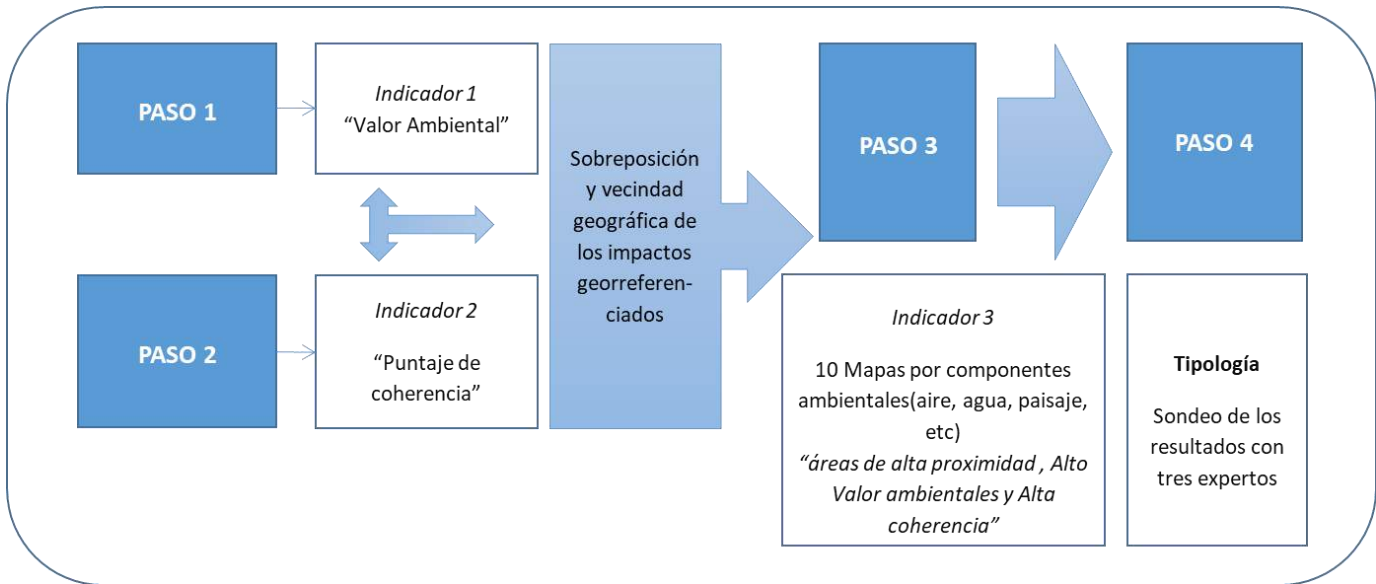 PASO 1
Indicador 1
“Valor Ambiental”
PASO 2
Indicador 2
“Puntaje de
coherencia”
Sobreposición
y vecindad
geográfica de
los impactos
georreferen-
ciados
PASO 3
Indicador 3
10 Mapas por componentes
ambientales(aire, agua, paisaje,
etc)
“áreas de alta proximidad , Alto
Valor ambientales y Alta
coherencia”
PASO 4
Tipología
Sondeo de los
resultados con
tres expertos